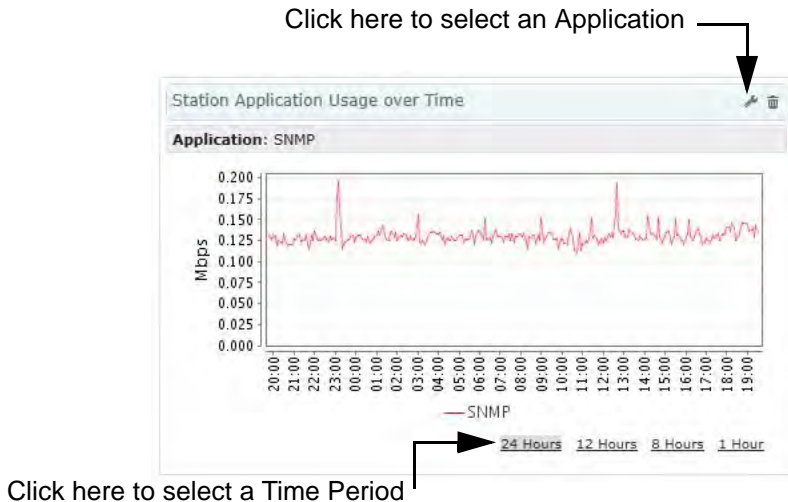 Click here to select an Application
Station Application Usage over Time
Application: SNMP
0.200
0.175
0.150
0.125
0.100
0.075
0.050
0.025
0.000
Mbps
20:00 21:00 22:00 23:00 00:00 01:00 02:00 03:00 04:00 05:00 06:00 07:00 08:00 09:00 10:00 11:00 12:00 13:00 14:00 15:00 16:00 17:00 18:00 19:00
SNMP
24 Hours 12 Hours 8 Hours 1 Hour
Click here to select a Time Period